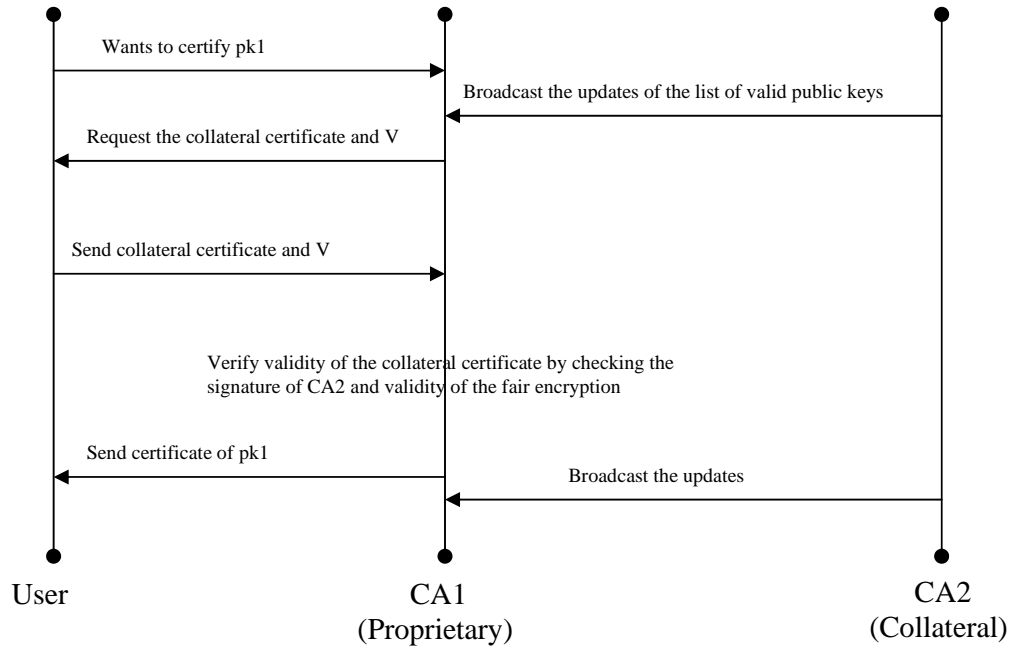 Wants to certify pk1
Broadcast the updates of the list of valid public keys
Request the collateral certificate and V
Send collateral certificate and V
Verify validity of the collateral certificate by checking the
signature of CA2 and validity of the fair encryption
Send certificate of pk1
Broadcast the updates
User
CA1
(Proprietary)
CA2
(Collateral)